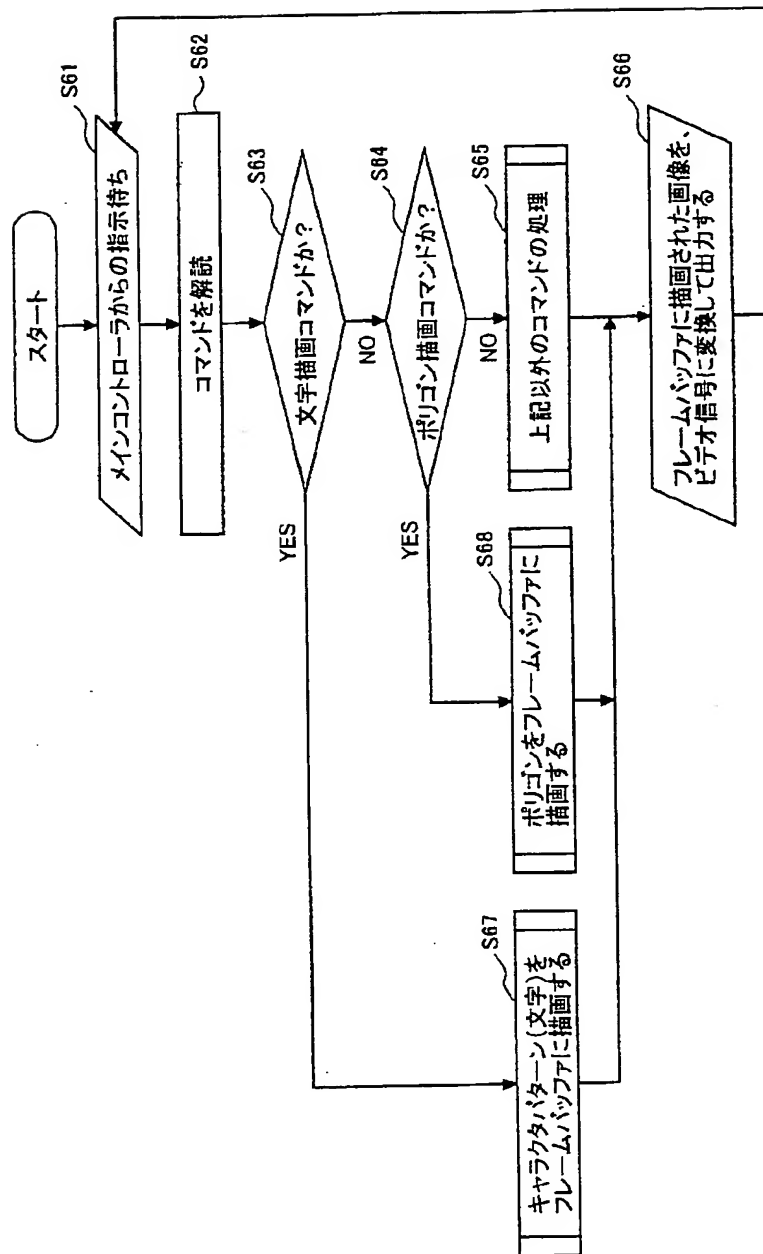 スタート
S61
メインコントローラからの指示待ち
S62
コマンドを解読
S63
文字描画コマンドか?
YES
NO
S64
ポリゴン描画コマンドか?
YES
NO
S65
上記以外のコマンドの処理
S68
ポリゴンをフレームバッファに
描画する
S67
キャラクタパターン(文字)を
フレームバッファに描画する
S66
フレームバッファに描画された画像を、
ビデオ信号に変換して出力する